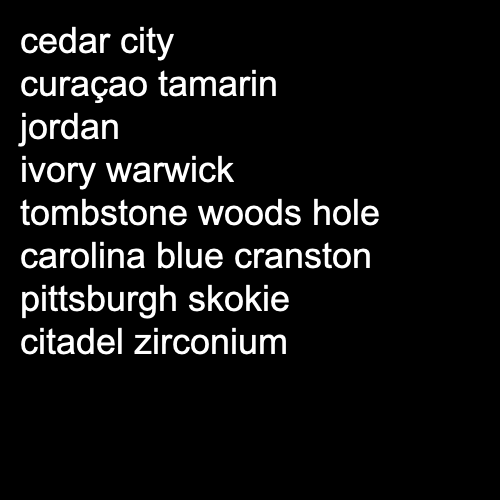 cedar city
curaçao tamarin
jordan
ivory warwick
tombstone woods hole
carolina blue cranston
pittsburgh skokie
citadel zirconium